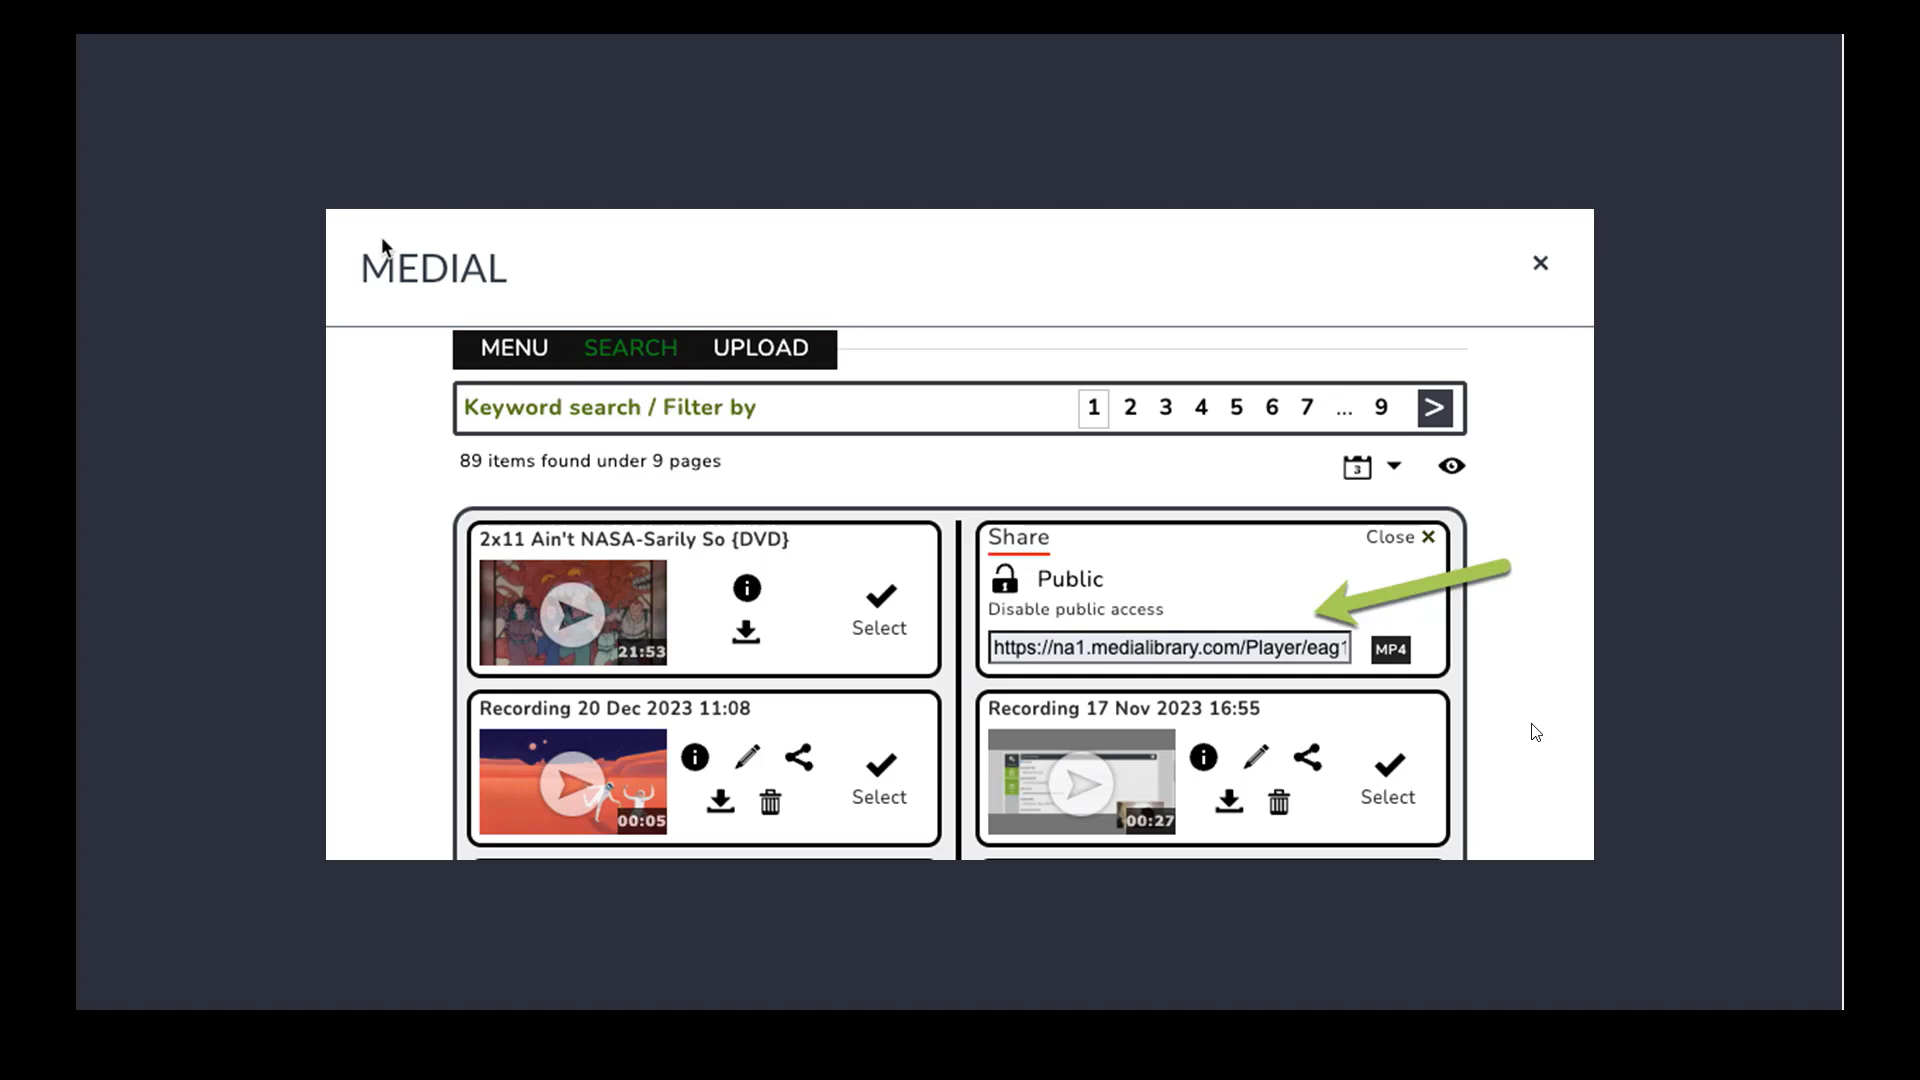 MEDIAL
MENU SEARCH UPLOAD
Keyword search / Filter by 1 2 3 4 5 6 7 ... 9 >
89 items found under 9 pages
3
2x11 Ain't NASA-Sarily So {DVD}
21:53
Select
Share
Close
Public
Disable public access
https://na1.medialibrary.com/Player/eag1
MP4
Recording 20 Dec 2023 11:08
00:05
Select
Recording 17 Nov 2023 16:55
00:27
Select